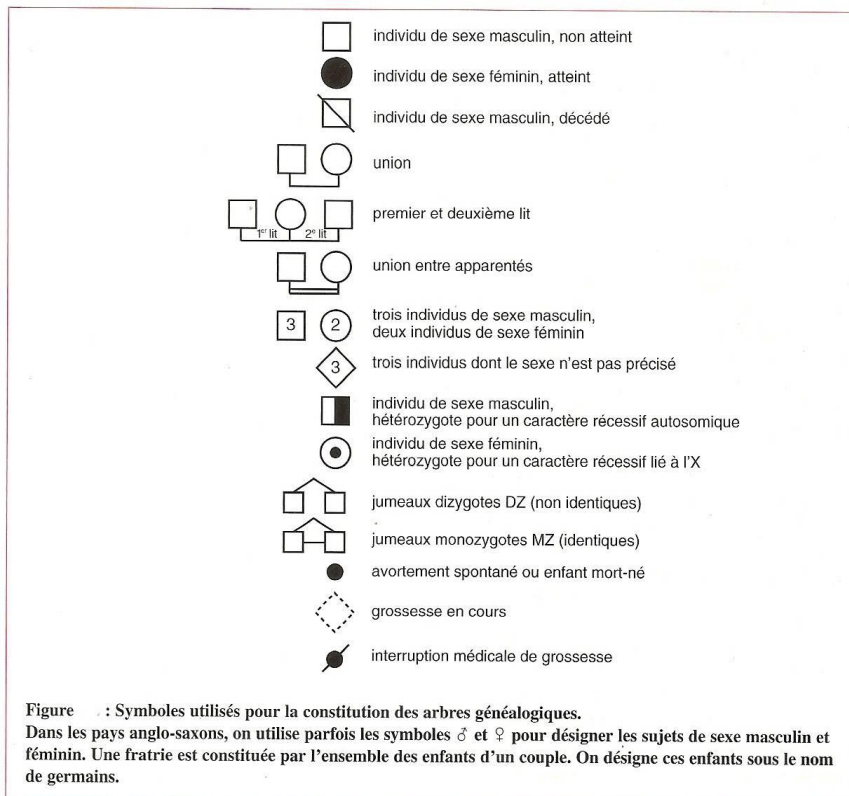 individu de sexe masculin, non atteint
individu de sexe féminin, atteint
individu de sexe masculin, décédé
union
1er lit 2e lit
premier et deuxième lit
union entre apparentés
3 2
trois individus de sexe masculin,
deux individus de sexe féminin
3
trois individus dont le sexe n'est pas précisé
individu de sexe masculin,
hétérozygote pour un caractère récessif autosomique
individu de sexe féminin,
hétérozygote pour un caractère récessif lié à l'X
jumeaux dizygotes DZ (non identiques)
jumeaux monozygotes MZ (identiques)
avortement spontané ou enfant mort-né
grossesse en cours
interruption médicale de grossesse
Figure : Symboles utilisés pour la constitution des arbres généalogiques.
Dans les pays anglo-saxons, on utilise parfois les symboles ♂ et ♀ pour désigner les sujets de sexe masculin et
féminin. Une fratrie est constituée par l'ensemble des enfants d'un couple. On désigne ces enfants sous le nom
de germains.